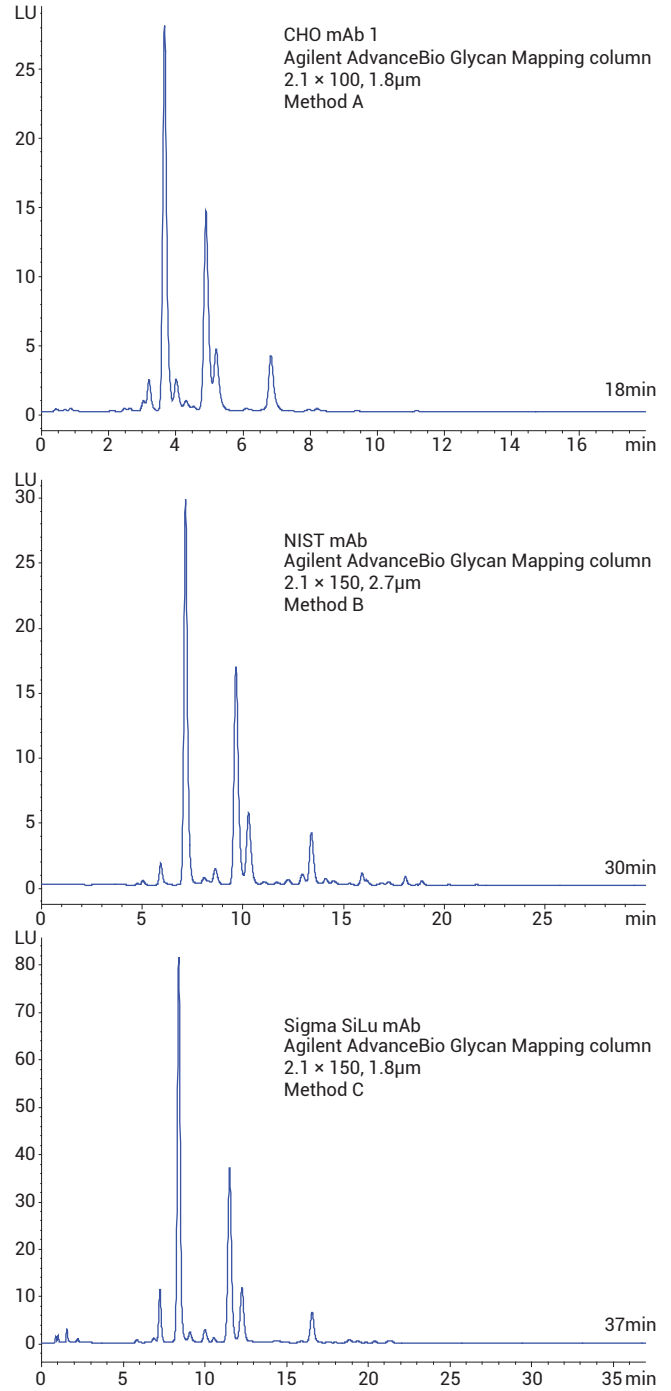 LU
CHO mAb 1
Agilent AdvanceBio Glycan Mapping column
2.1 × 100, 1.8µm
Method A
25
20
15
10
5
0
18min
0 2 4 6 8 10 12 14 16 min
LU
30
NIST mAb
Agilent AdvanceBio Glycan Mapping column
2.1 × 150, 2.7µm
Method B
25
20
15
10
5
0
30min
0 5 10 15 20 25 min
LU
80
Sigma SiLu mAb
Agilent AdvanceBio Glycan Mapping column
2.1 × 150, 1.8µm
Method C
70
60
50
40
30
20
10
0
37min
0 5 10 15 20 25 30 35 min